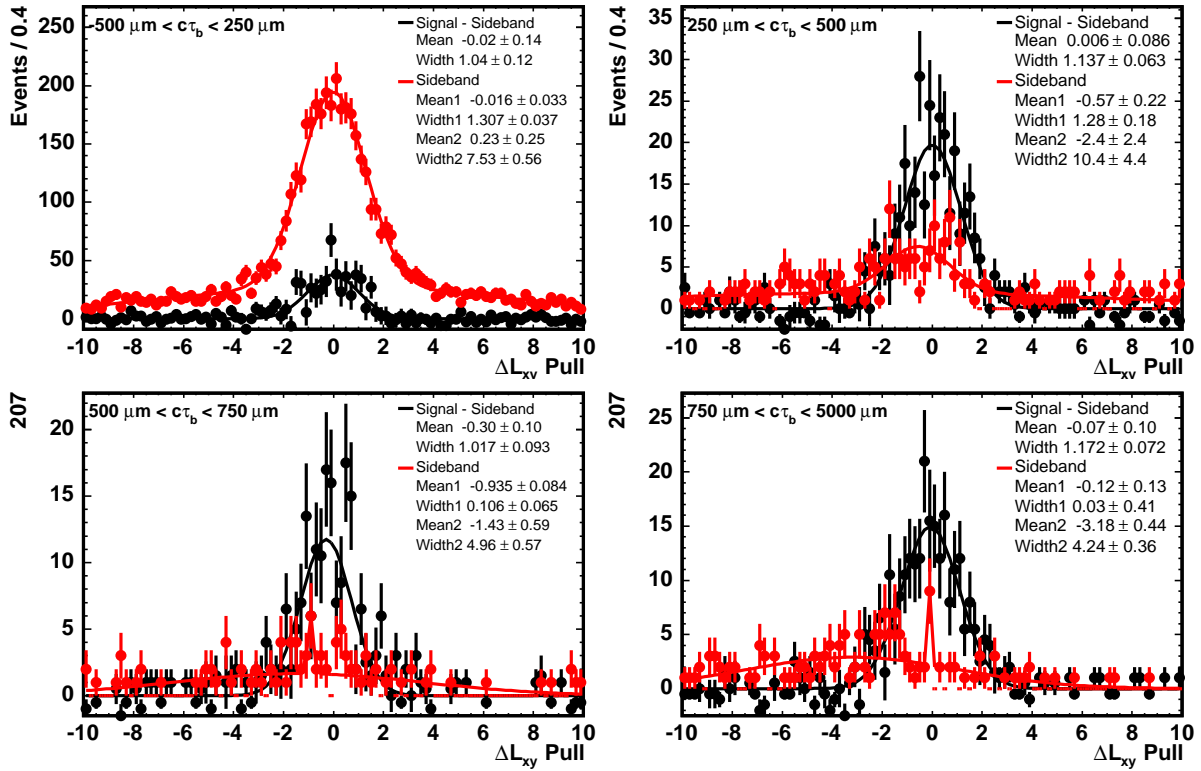 Events / 0.4
-500 μm < cτb < 250 μm
Signal - Sideband
Mean -0.02 ± 0.14
Width 1.04 ± 0.12
Sideband
Mean1 -0.016 ± 0.033
Width1 1.307 ± 0.037
Mean2 0.23 ± 0.25
Width2 7.53 ± 0.56
250
200
150
100
50
0
-10 -8 -6 -4 -2 0 2 4 6 8 10
ΔLxy Pull
Events / 0.4
250 μm < cτb < 500 μm
Signal - Sideband
Mean 0.006 ± 0.086
Width 1.137 ± 0.063
Sideband
Mean1 -0.57 ± 0.22
Width1 1.28 ± 0.18
Mean2 -2.4 ± 2.4
Width2 10.4 ± 4.4
35
30
25
20
15
10
5
0
-10 -8 -6 -4 -2 0 2 4 6 8 10
ΔLxy Pull
207
500 μm < cτb < 750 μm
Signal - Sideband
Mean -0.30 ± 0.10
Width 1.017 ± 0.093
Sideband
Mean1 -0.935 ± 0.084
Width1 0.106 ± 0.065
Mean2 -1.43 ± 0.59
Width2 4.96 ± 0.57
20
15
10
5
0
-10 -8 -6 -4 -2 0 2 4 6 8 10
ΔLxy Pull
207
750 μm < cτb < 5000 μm
Signal - Sideband
Mean -0.07 ± 0.10
Width 1.172 ± 0.072
Sideband
Mean1 -0.12 ± 0.13
Width1 0.03 ± 0.41
Mean2 -3.18 ± 0.44
Width2 4.24 ± 0.36
25
20
15
10
5
0
-10 -8 -6 -4 -2 0 2 4 6 8 10
ΔLxy Pull